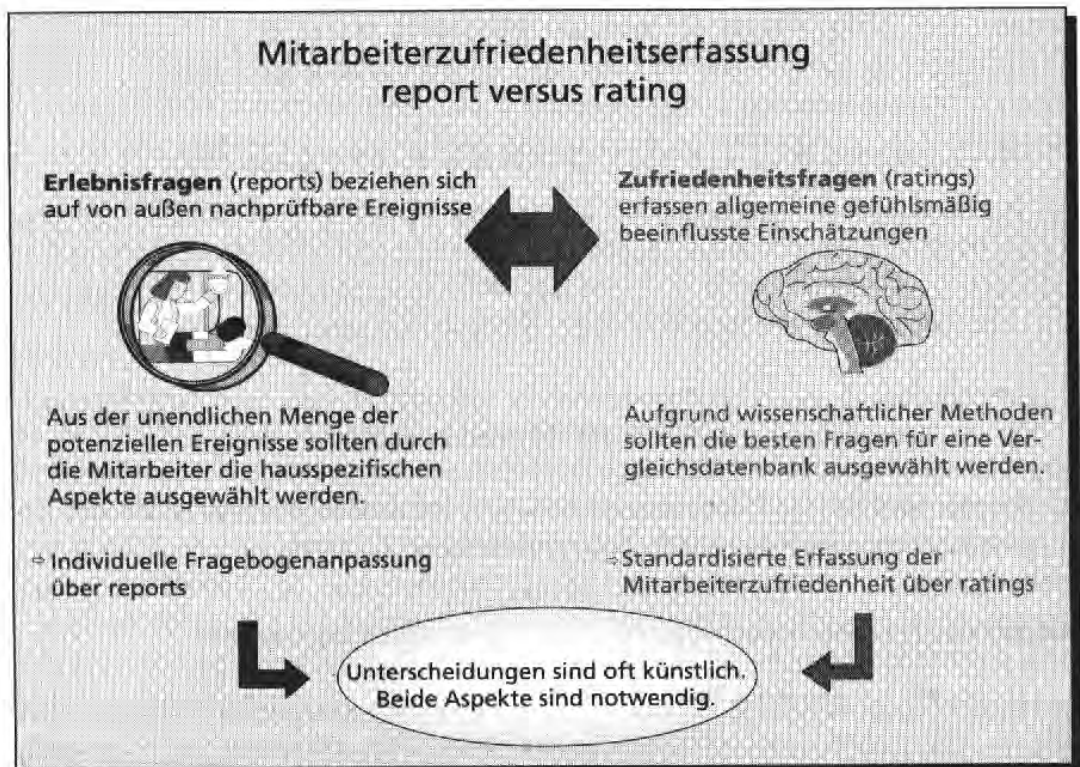 Mitarbeiterzufriedenheitserfassung
report versus rating
Erlebnisfragen (reports) beziehen sich
auf von außen nachprüfbare Ereignisse
Zufriedenheitsfragen (ratings)
erfassen allgemeine gefühlsmäßig
beeinflusste Einschätzungen
Aus der unendlichen Menge der
potenziellen Ereignisse sollten durch
die Mitarbeiter die hausspezifischen
Aspekte ausgewählt werden.
Aufgrund wissenschaftlicher Methoden
sollten die besten Fragen für eine Ver-
gleichsdatenbank ausgewählt werden.
⇨ Individuelle Fragebogenanpassung
über reports
⇨ Standardisierte Erfassung der
Mitarbeiterzufriedenheit über ratings
Unterscheidungen sind oft künstlich.
Beide Aspekte sind notwendig.